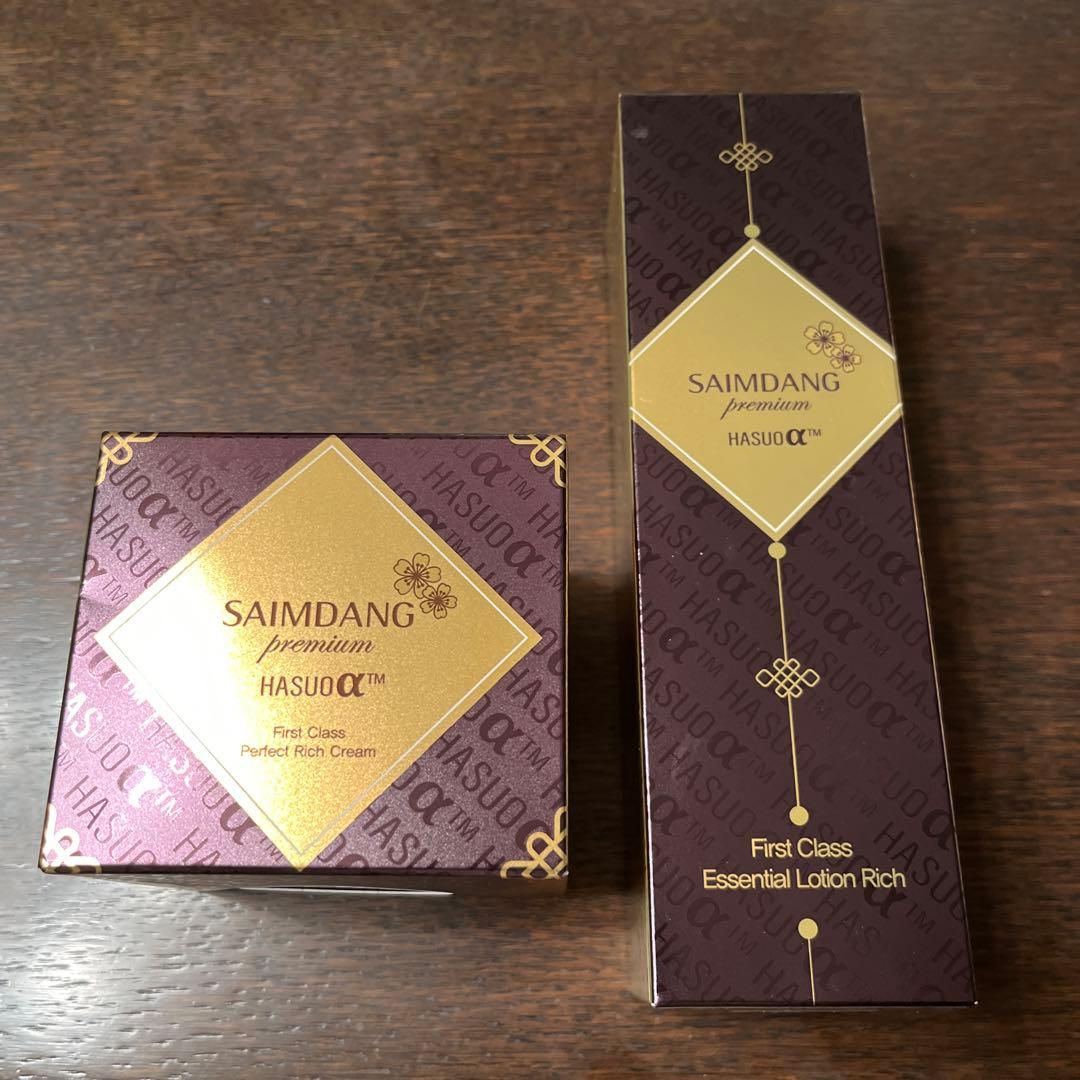 SAIMDANG
premium
HASUOα™
First Class
Perfect Rich Cream
SAIMDANG
premium
HASUOα™
First Class
Essential Lotion Rich